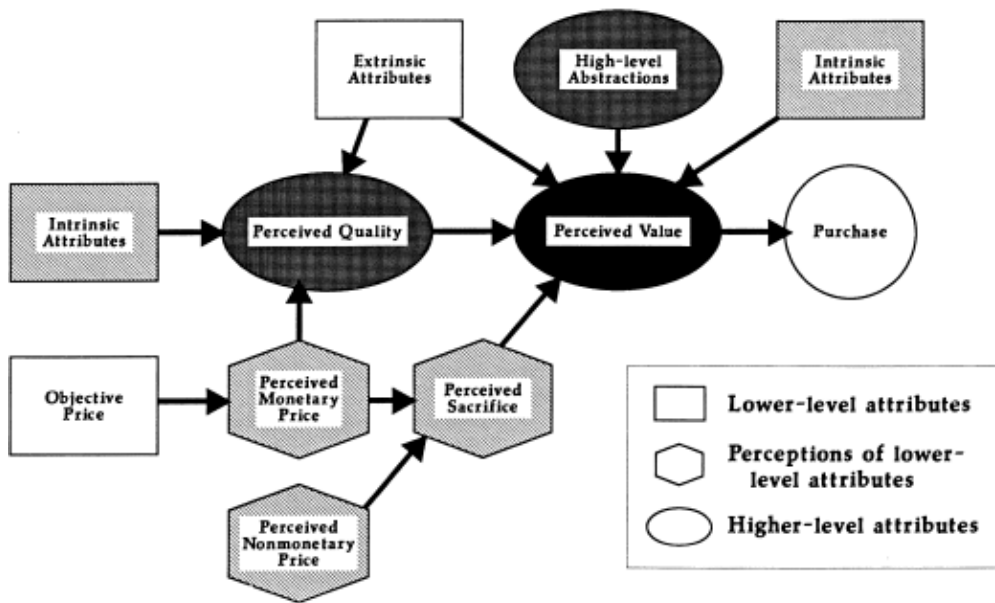 Extrinsic
Attributes
High-level
Abstractions
Intrinsic
Attributes
Intrinsic
Attributes
Perceived Quality
Perceived Value
Purchase
Objective
Price
Perceived
Monetary
Price
Perceived
Sacrifice
Perceived
Nonmonetary
Price
Lower-level attributes
Perceptions of lower-
level attributes
Higher-level attributes